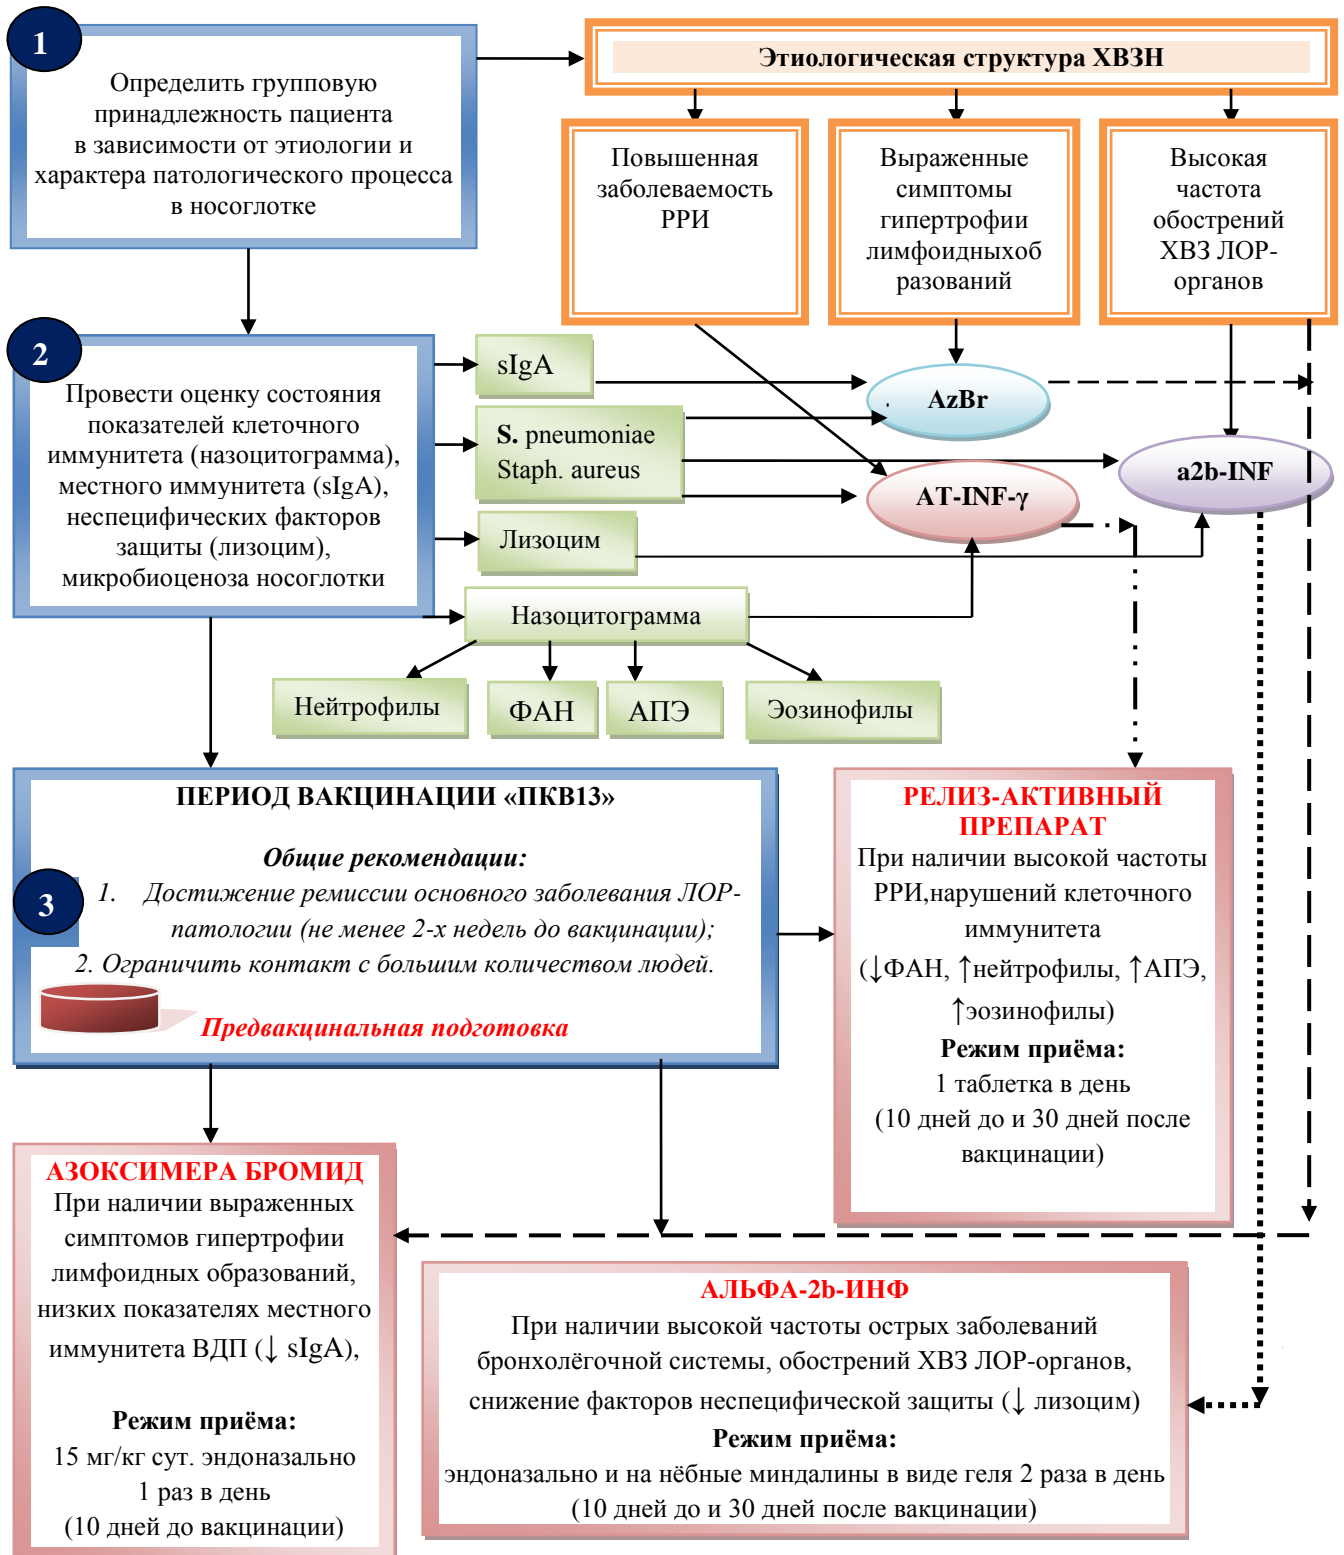 1
Определить групповую
принадлежность пациента
в зависимости от этиологии и
характера патологического процесса
в носоглотке
Этиологическая структура ХВЗН
Повышенная
заболеваемость
РРИ
Выраженные
симптомы
гипертрофии
лимфоидныхоб
разований
Высокая
частота
обострений
ХВЗ ЛОР-
органов
2
Провести оценку состояния
показателей клеточного
иммунитета (назоцитограмма),
местного иммунитета (sIgA),
неспецифических факторов
защиты (лизоцим),
микробиоценоза носоглотки
sIgA
S. pneumoniae
Staph. aureus
Лизоцим
Назоцитограмма
Нейтрофилы
ФАН
АПЭ
Эозинофилы
AzBr
AT-INF-γ
a2b-INF
3
ПЕРИОД ВАКЦИНАЦИИ «ПКВ13»
Общие рекомендации:
1. Достижение ремиссии основного заболевания ЛОР-
патологии (не менее 2-х недель до вакцинации);
2. Ограничить контакт с большим количеством людей.
Предвакцинальная подготовка
РЕЛИЗ-АКТИВНЫЙ
ПРЕПАРАТ
При наличии высокой частоты
РРИ,нарушений клеточного
иммунитета
(↓ФАН, ↑нейтрофилы, ↑АПЭ,
↑эозинофилы)
Режим приёма:
1 таблетка в день
(10 дней до и 30 дней после
вакцинации)
АЗОКСИМЕРА БРОМИД
При наличии выраженных
симптомов гипертрофии
лимфоидных образований,
низких показателях местного
иммунитета ВДП (↓ sIgA),
Режим приёма:
15 мг/кг сут. эндоназально
1 раз в день
(10 дней до вакцинации)
АЛЬФА-2b-ИНФ
При наличии высокой частоты острых заболеваний
бронхолёгочной системы, обострений ХВЗ ЛОР-органов,
снижение факторов неспецифической защиты (↓ лизоцим)
Режим приёма:
эндоназально и на нёбные миндалины в виде геля 2 раза в день
(10 дней до и 30 дней после вакцинации)